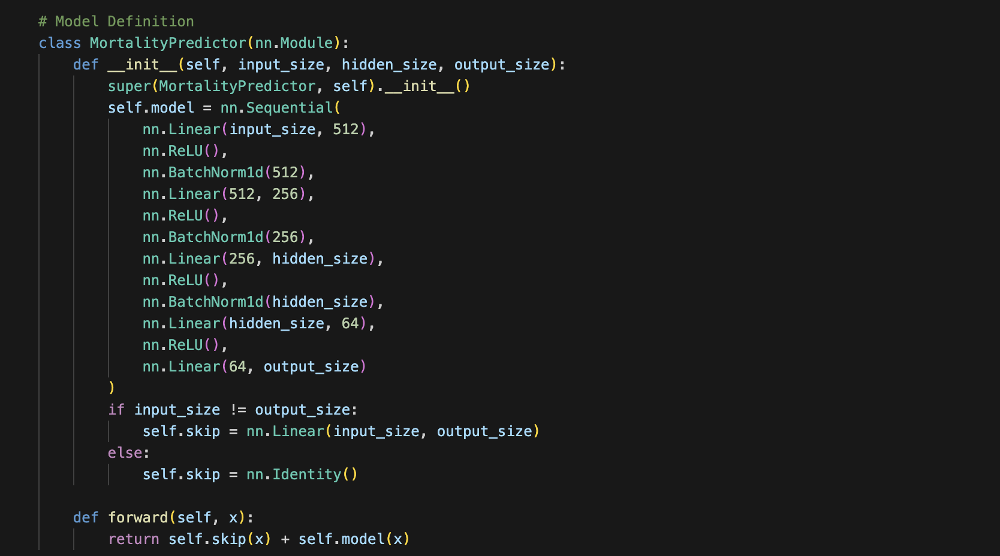 # Model Definition
class MortalityPredictor(nn.Module):
    def __init__(self, input_size, hidden_size, output_size):
        super(MortalityPredictor, self).__init__()
        self.model = nn.Sequential(
            nn.Linear(input_size, 512),
            nn.ReLU(),
            nn.BatchNorm1d(512),
            nn.Linear(512, 256),
            nn.ReLU(),
            nn.BatchNorm1d(256),
            nn.Linear(256, hidden_size),
            nn.ReLU(),
            nn.BatchNorm1d(hidden_size),
            nn.Linear(hidden_size, 64),
            nn.ReLU(),
            nn.Linear(64, output_size)
        )
        if input_size != output_size:
            self.skip = nn.Linear(input_size, output_size)
        else:
            self.skip = nn.Identity()

    def forward(self, x):
        return self.skip(x) + self.model(x)